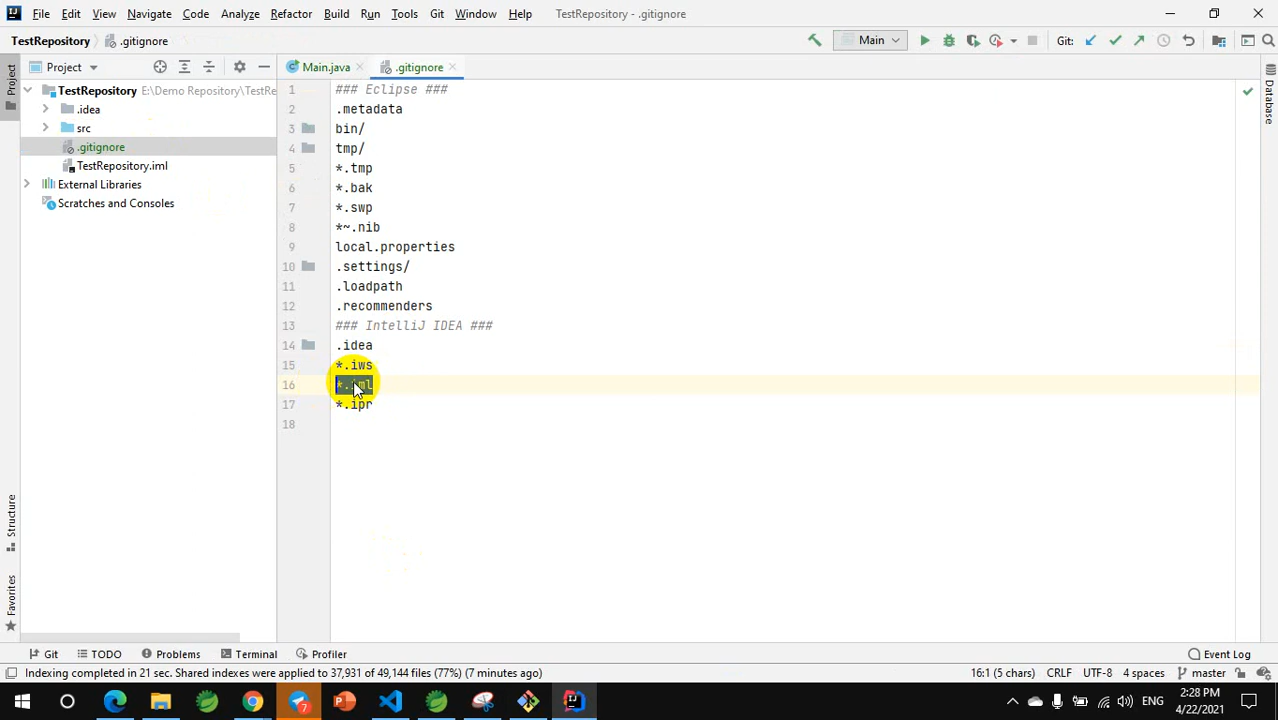 File Edit View Navigate Code Analyze Refactor Build Run Tools Git Window Help TestRepository - .gitignore
TestRepository .gitignore Main Git:
Project Main.java .gitignore
Project
TestRepository E:\Demo Repository\TestRe
.idea
src
.gitignore
TestRepository.iml
External Libraries
Scratches and Consoles
1 ### Eclipse ###
2 .metadata
3 bin/
4 tmp/
5 *.tmp
6 *.bak
7 *.swp
8 *~.nib
9 local.properties
10 .settings/
11 .loadpath
12 .recommenders
13 ### IntelliJ IDEA ###
14 .idea
15 *.iws
16 *.iml
17 *.ipr
18
Database
Structure
Favorites
Git TODO Problems Terminal Profiler Event Log
Indexing completed in 21 sec. Shared indexes were applied to 37,931 of 49,144 files (77%) (7 minutes ago) 16:1 (5 chars) CRLF UTF-8 4 spaces master
7 ENG 2:28 PM
4/22/2021